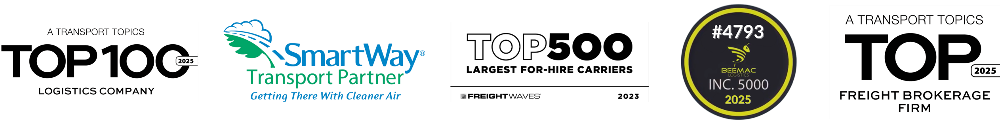 A TRANSPORT TOPICS
TOP 100
2025
LOGISTICS COMPANY
SmartWay®
Transport Partner
Getting There With Cleaner Air
TOP500
LARGEST FOR-HIRE CARRIERS
FREIGHTWAVES
2023
#4793
BEEMAC
LOGISTICS
INC. 5000
2025
A TRANSPORT TOPICS
TOP
2025
FREIGHT BROKERAGE
FIRM